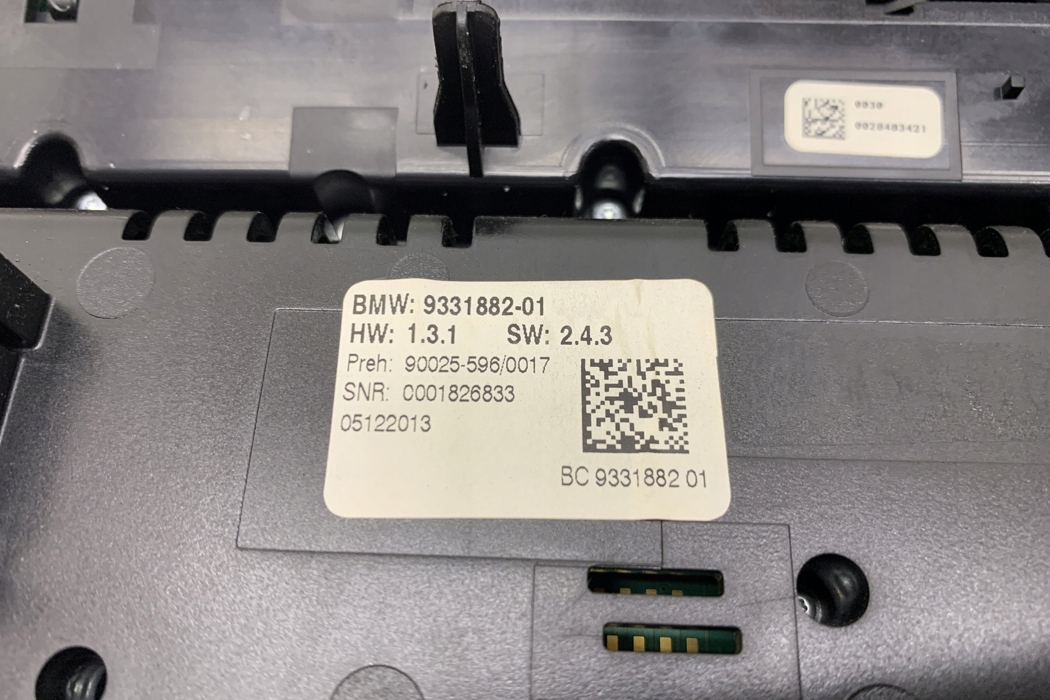 0030
0020483421
BMW: 9331882-01
HW: 1.3.1 SW: 2.4.3
Preh: 90025-596/0017
SNR: 0001826833
05122013
BC 9331882 01